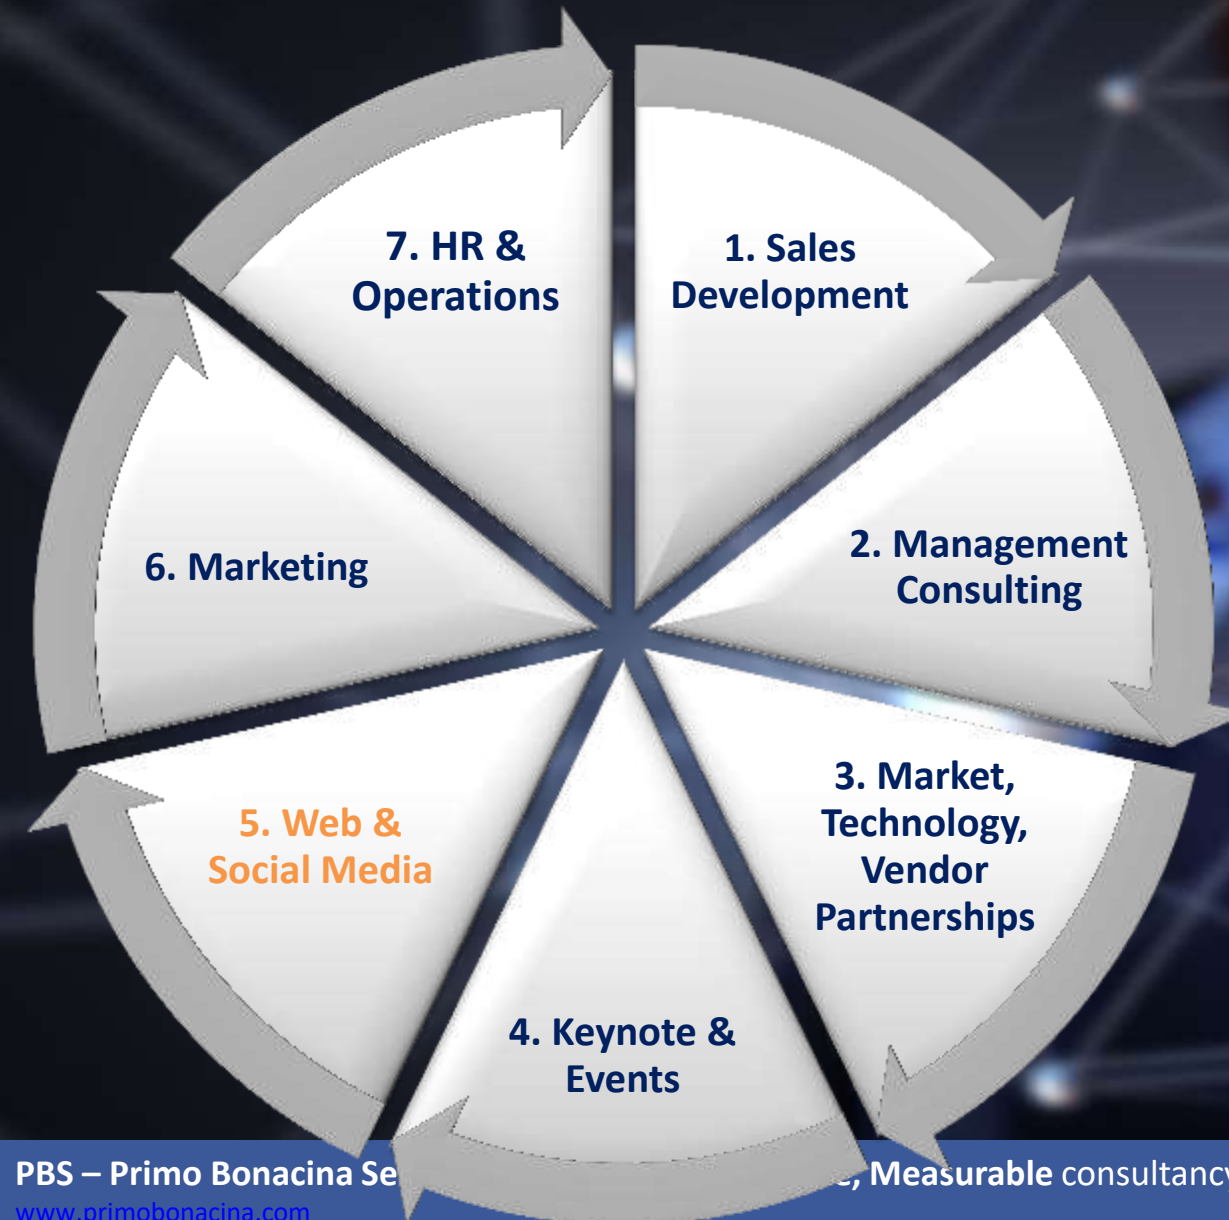 7. HR &
Operations
1. Sales
Development
2. Management
Consulting
3. Market,
Technology,
Vendor
Partnerships
4. Keynote &
Events
5. Web &
Social Media
6. Marketing
PBS – Primo Bonacina Se , Measurable consultancy
www.primobonacina.com